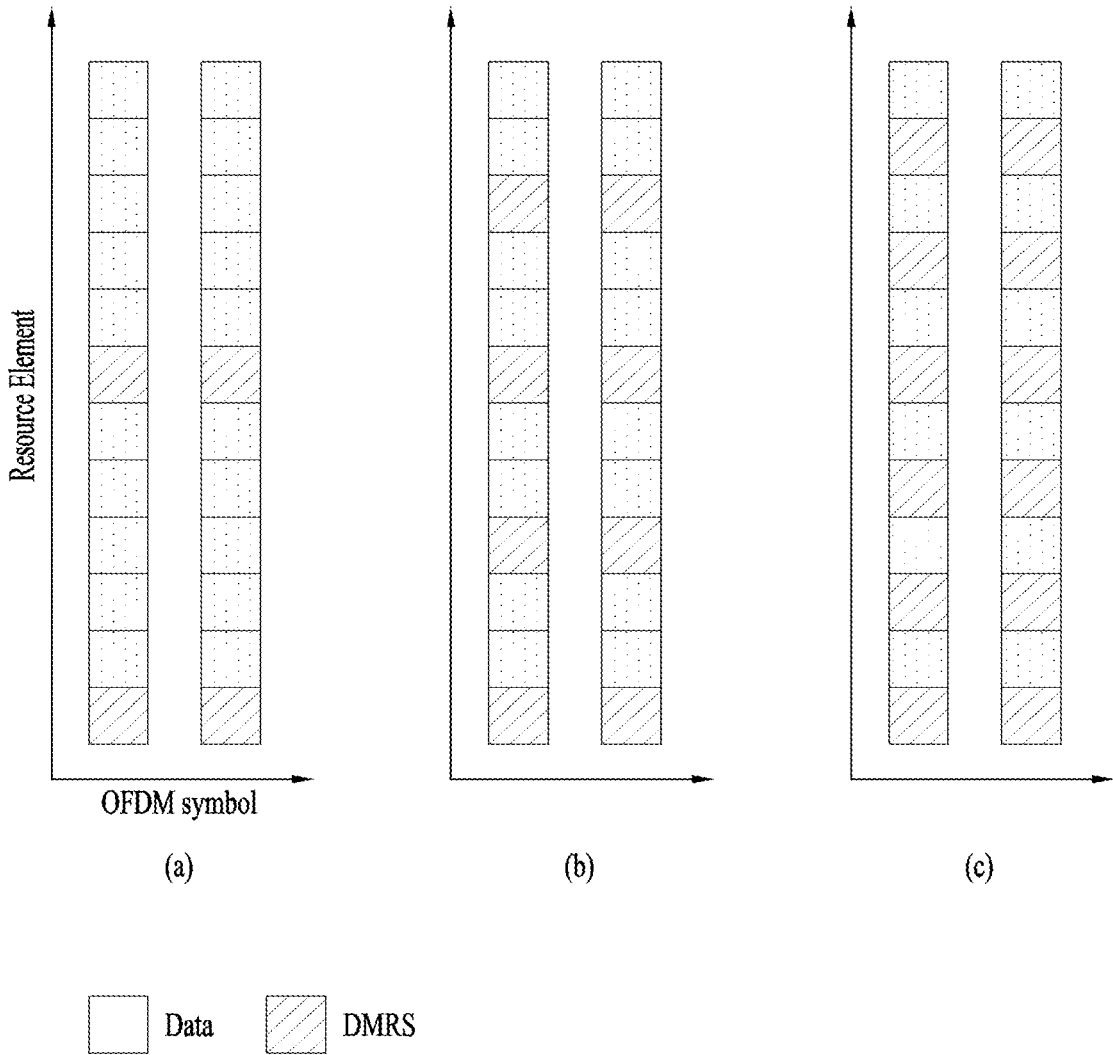 Resource Element
OFDM symbol
(a)
(b)
(c)
Data
DMRS